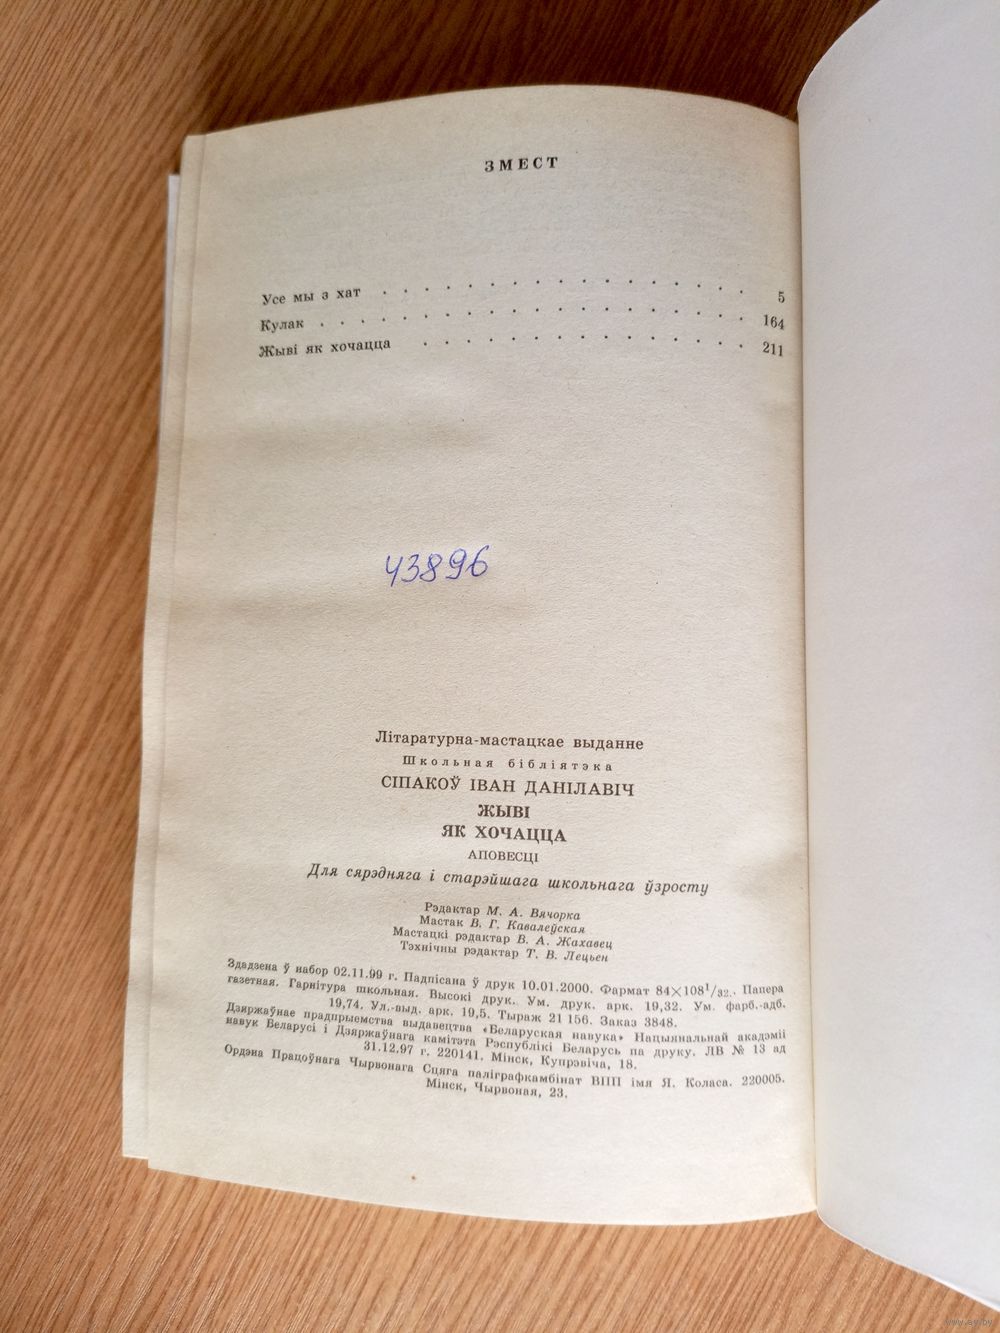 ЗМЕСТ
Усе мы з хат . . . . . . . . . . . . . . . . 5
Кулак . . . . . . . . . . . . . . . . . . 164
Жыві як хочацца . . . . . . . . . . . . . 211
43896
Літаратурна-мастацкае выданне
Школьная бібліятэка
СІПАКОЎ ІВАН ДАНІЛАВІЧ
ЖЫВІ
ЯК ХОЧАЦЦА
АПОВЕСЦІ
Для сярэдняга і старэйшага школьнага ўзросту
Рэдактар М. А. Вячорка
Мастак В. Г. Кавалеўская
Мастацкі рэдактар В. А. Жахавец
Тэхнічны рэдактар Т. В. Лецьен
Здадзена ў набор 02.11.99 г. Падпісана ў друк 10.01.2000. Фармат 84×108¹/₃₂. Папера
газетная. Гарнітура школьная. Высокі друк. Ум. друк. арк. 19,32. Ум. фарб.-адб.
19,74. Ул.-выд. арк. 19,5. Тыраж 21 156. Заказ 3848.
Дзяржаўнае прадпрыемства выдавецтва «Беларуская навука» Нацыянальнай акадэміі
навук Беларусі і Дзяржаўнага камітэта Рэспублікі Беларусь па друку. ЛВ № 13 ад
31.12.97 г. 220141. Мінск, Купрэвіча, 18.
Ордэна Працоўнага Чырвонага Сцяга паліграфкамбінат ВПП імя Я. Коласа. 220005.
Мінск, Чырвоная, 23.
www.ay.by